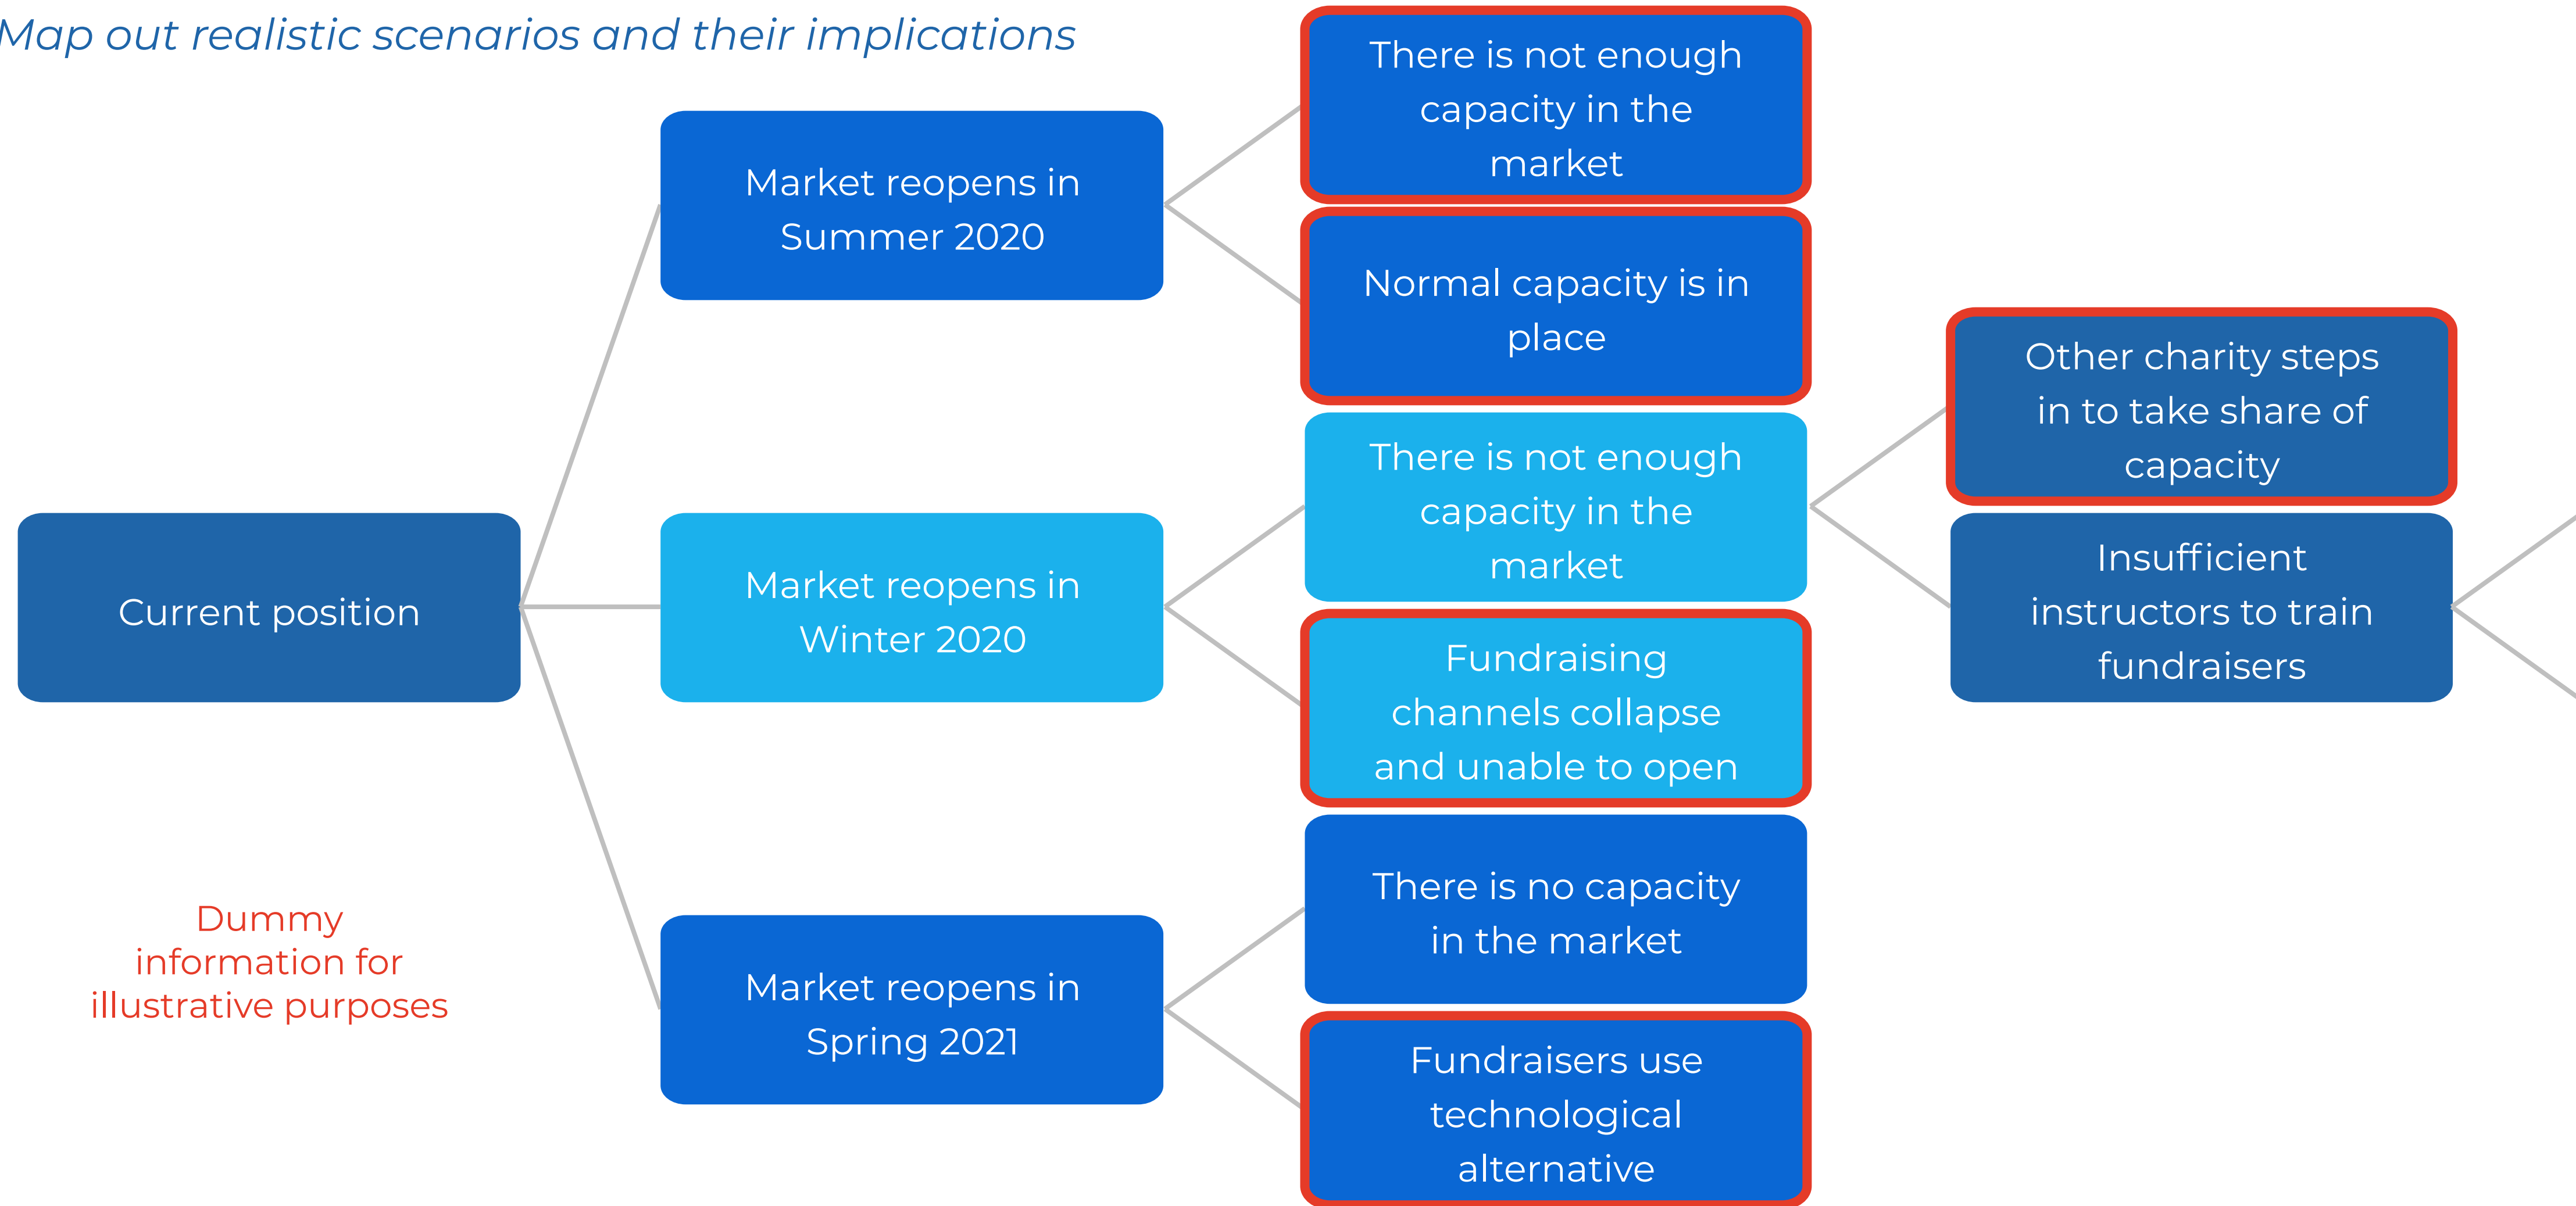 Map out realistic scenarios and their implications
Current position
Dummy
information for
illustrative purposes
Market reopens in
Summer 2020
Market reopens in
Winter 2020
Market reopens in
Spring 2021
There is not enough
capacity in the
market
Normal capacity is in
place
There is not enough
capacity in the
market
Fundraising
channels collapse
and unable to open
There is no capacity
in the market
Fundraisers use
technological
alternative
Other charity steps
in to take share of
capacity
Insufficient
instructors to train
fundraisers